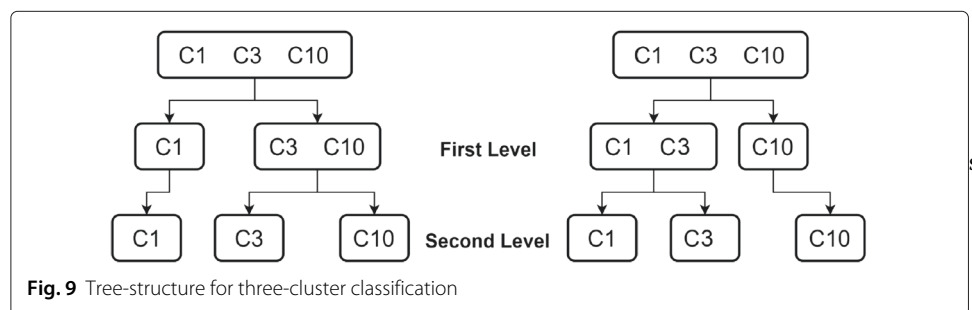 C1 C3 C10
C1 C3 C10
C1
C3 C10
First Level
C1 C3
C10
s
C1
C3
C10
Second Level
C1
C3
C10
Fig. 9 Tree-structure for three-cluster classification